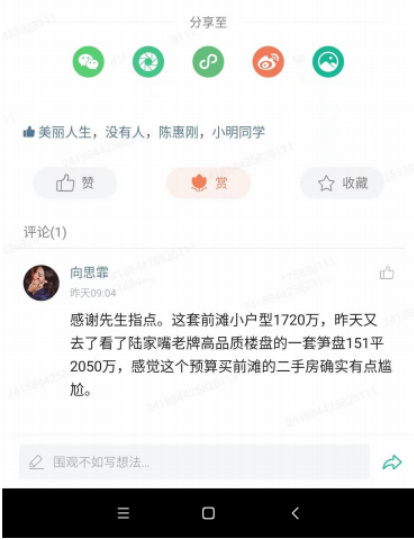 分享至
美丽人生，没有人，陈惠刚，小明同学
赞
赏
收藏
评论(1)
向思霏
昨天09:04
感谢先生指点。这套前滩小户型1720万，昨天又
去了看了陆家嘴老牌高品质楼盘的一套笋盘151平
2050万，感觉这个预算买前滩的二手房确实有点尴
尬。
围观不如写想法...